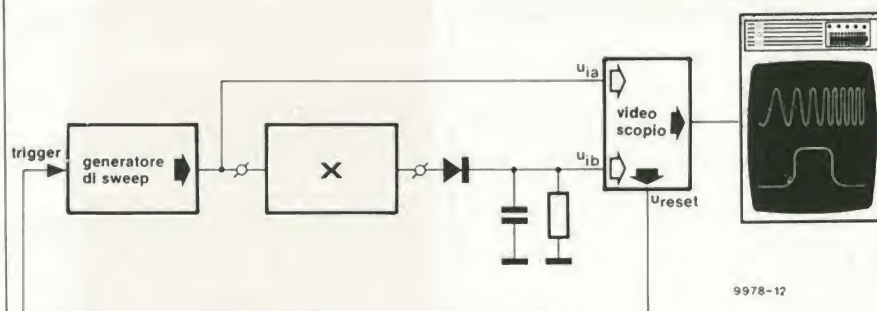 u_ia
trigger
generatore
di sweep
X
video
scopio
u_ib
u_reset
9978-12